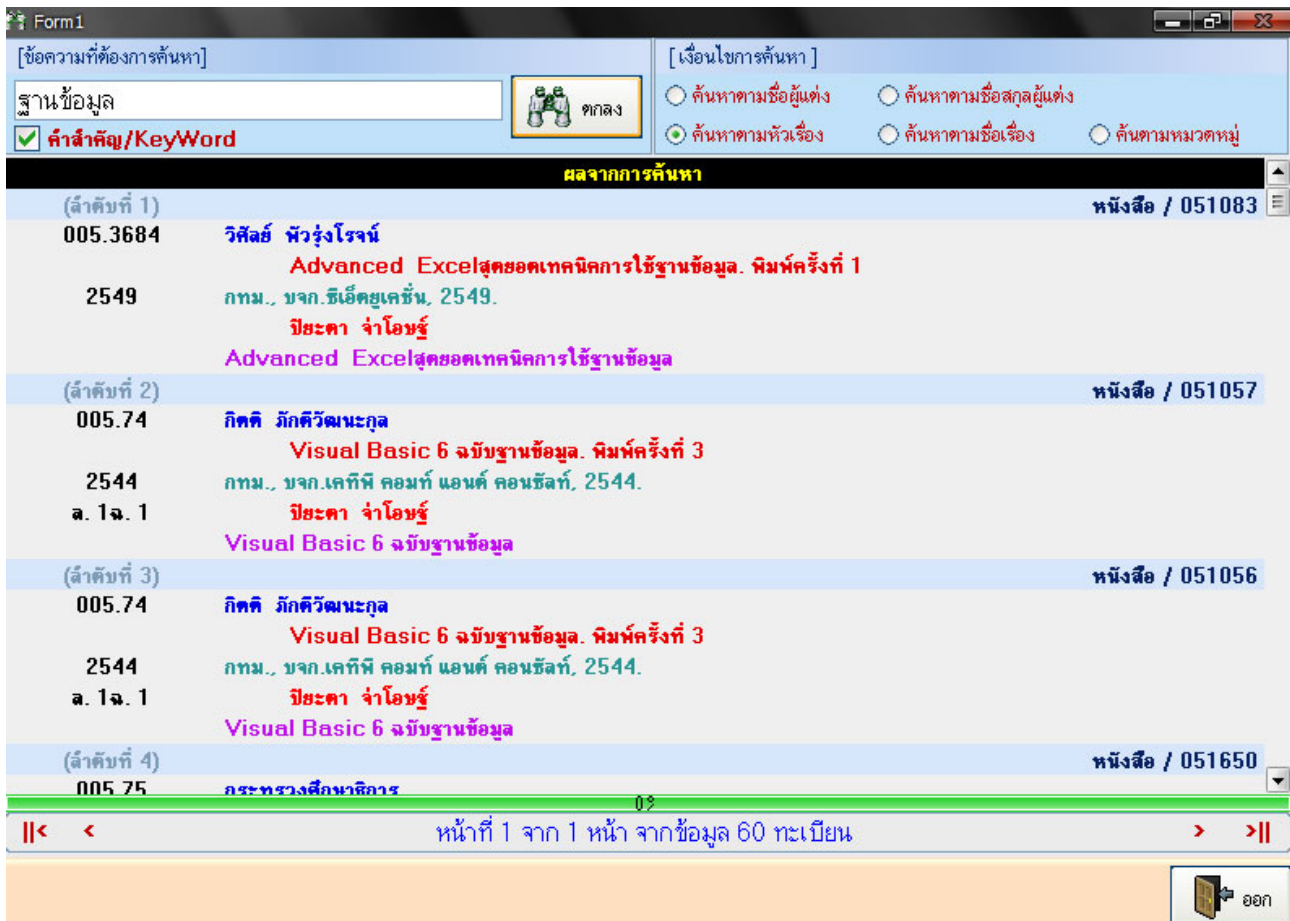 Form1
[ข้อความที่ต้องการค้นหา]
[เงื่อนไขการค้นหา]
ฐานข้อมูล
ตกลง
ค้นหาตามชื่อผู้แต่ง ค้นหาตามชื่อสกุลผู้แต่ง
คำสำคัญ/KeyWord
ค้นหาตามหัวเรื่อง ค้นหาตามชื่อเรื่อง ค้นตามหมวดหมู่
ผลจากการค้นหา
(ลำดับที่ 1) หนังสือ / 051083
005.3684 วิศัลย์ พัวรุ่งโรจน์
Advanced Excelสุดยอดเทคนิคการใช้ฐานข้อมูล. พิมพ์ครั้งที่ 1
2549 กทม., บจก.ซีเอ็ดยูเคชั่น, 2549.
ปิยะดา จ่าโอษฐ์
Advanced Excelสุดยอดเทคนิคการใช้ฐานข้อมูล
(ลำดับที่ 2) หนังสือ / 051057
005.74 กิตติ ภักดีวัฒนะกุล
Visual Basic 6 ฉบับฐานข้อมูล. พิมพ์ครั้งที่ 3
2544 กทม., บจก.เคทีพี คอมท์ แอนด์ คอนซัลท์, 2544.
ล. 1ฉ. 1 ปิยะดา จ่าโอษฐ์
Visual Basic 6 ฉบับฐานข้อมูล
(ลำดับที่ 3) หนังสือ / 051056
005.74 กิตติ ภักดีวัฒนะกุล
Visual Basic 6 ฉบับฐานข้อมูล. พิมพ์ครั้งที่ 3
2544 กทม., บจก.เคทีพี คอมท์ แอนด์ คอนซัลท์, 2544.
ล. 1ฉ. 1 ปิยะดา จ่าโอษฐ์
Visual Basic 6 ฉบับฐานข้อมูล
(ลำดับที่ 4) หนังสือ / 051650
005.75 กระทรวงศึกษาธิการ
||< < หน้าที่ 1 จาก 1 หน้า จากข้อมูล 60 ทะเบียน > >||
ออก